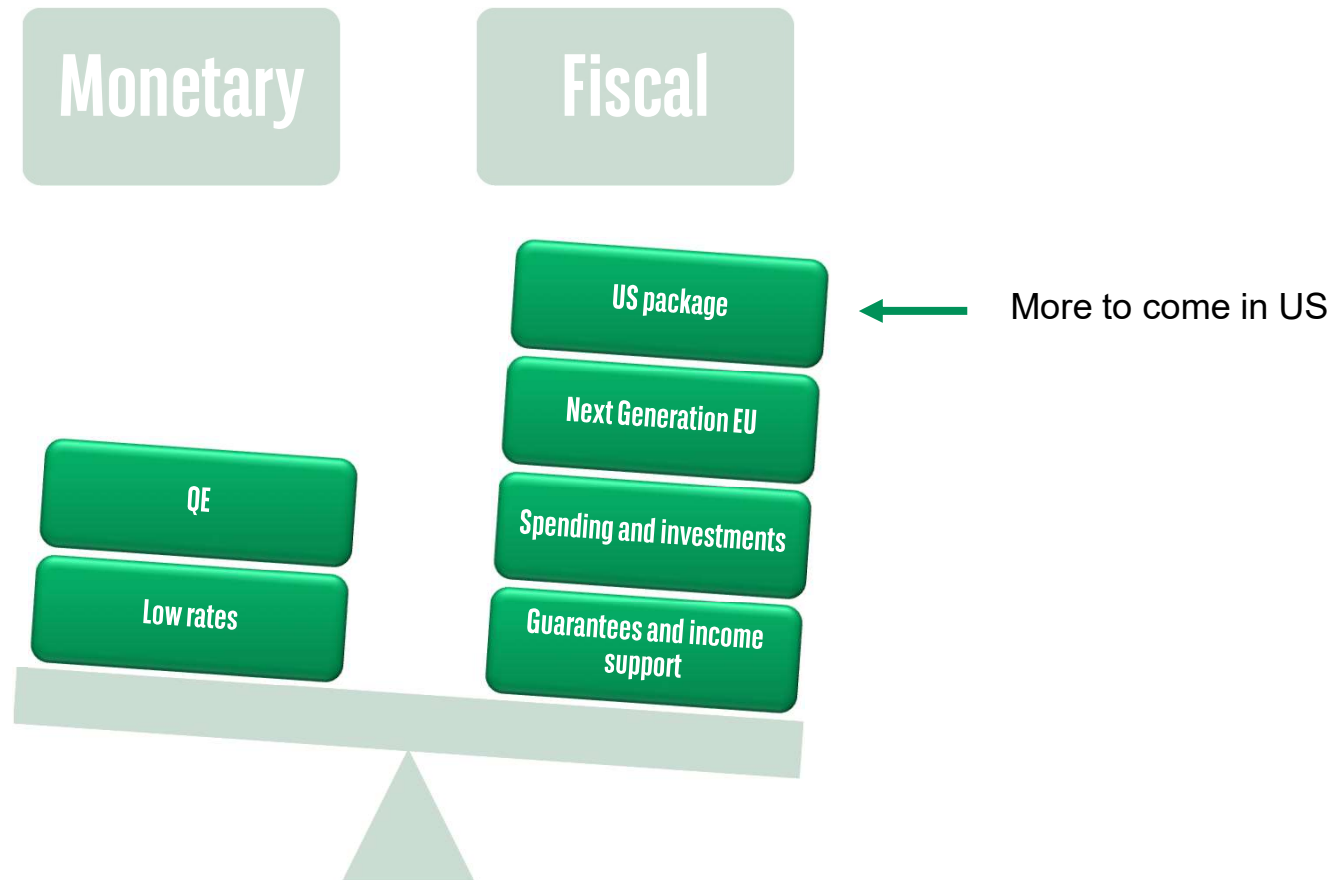 Monetary
Fiscal
US package
More to come in US
Next Generation EU
QE
Spending and investments
Low rates
Guarantees and income
support